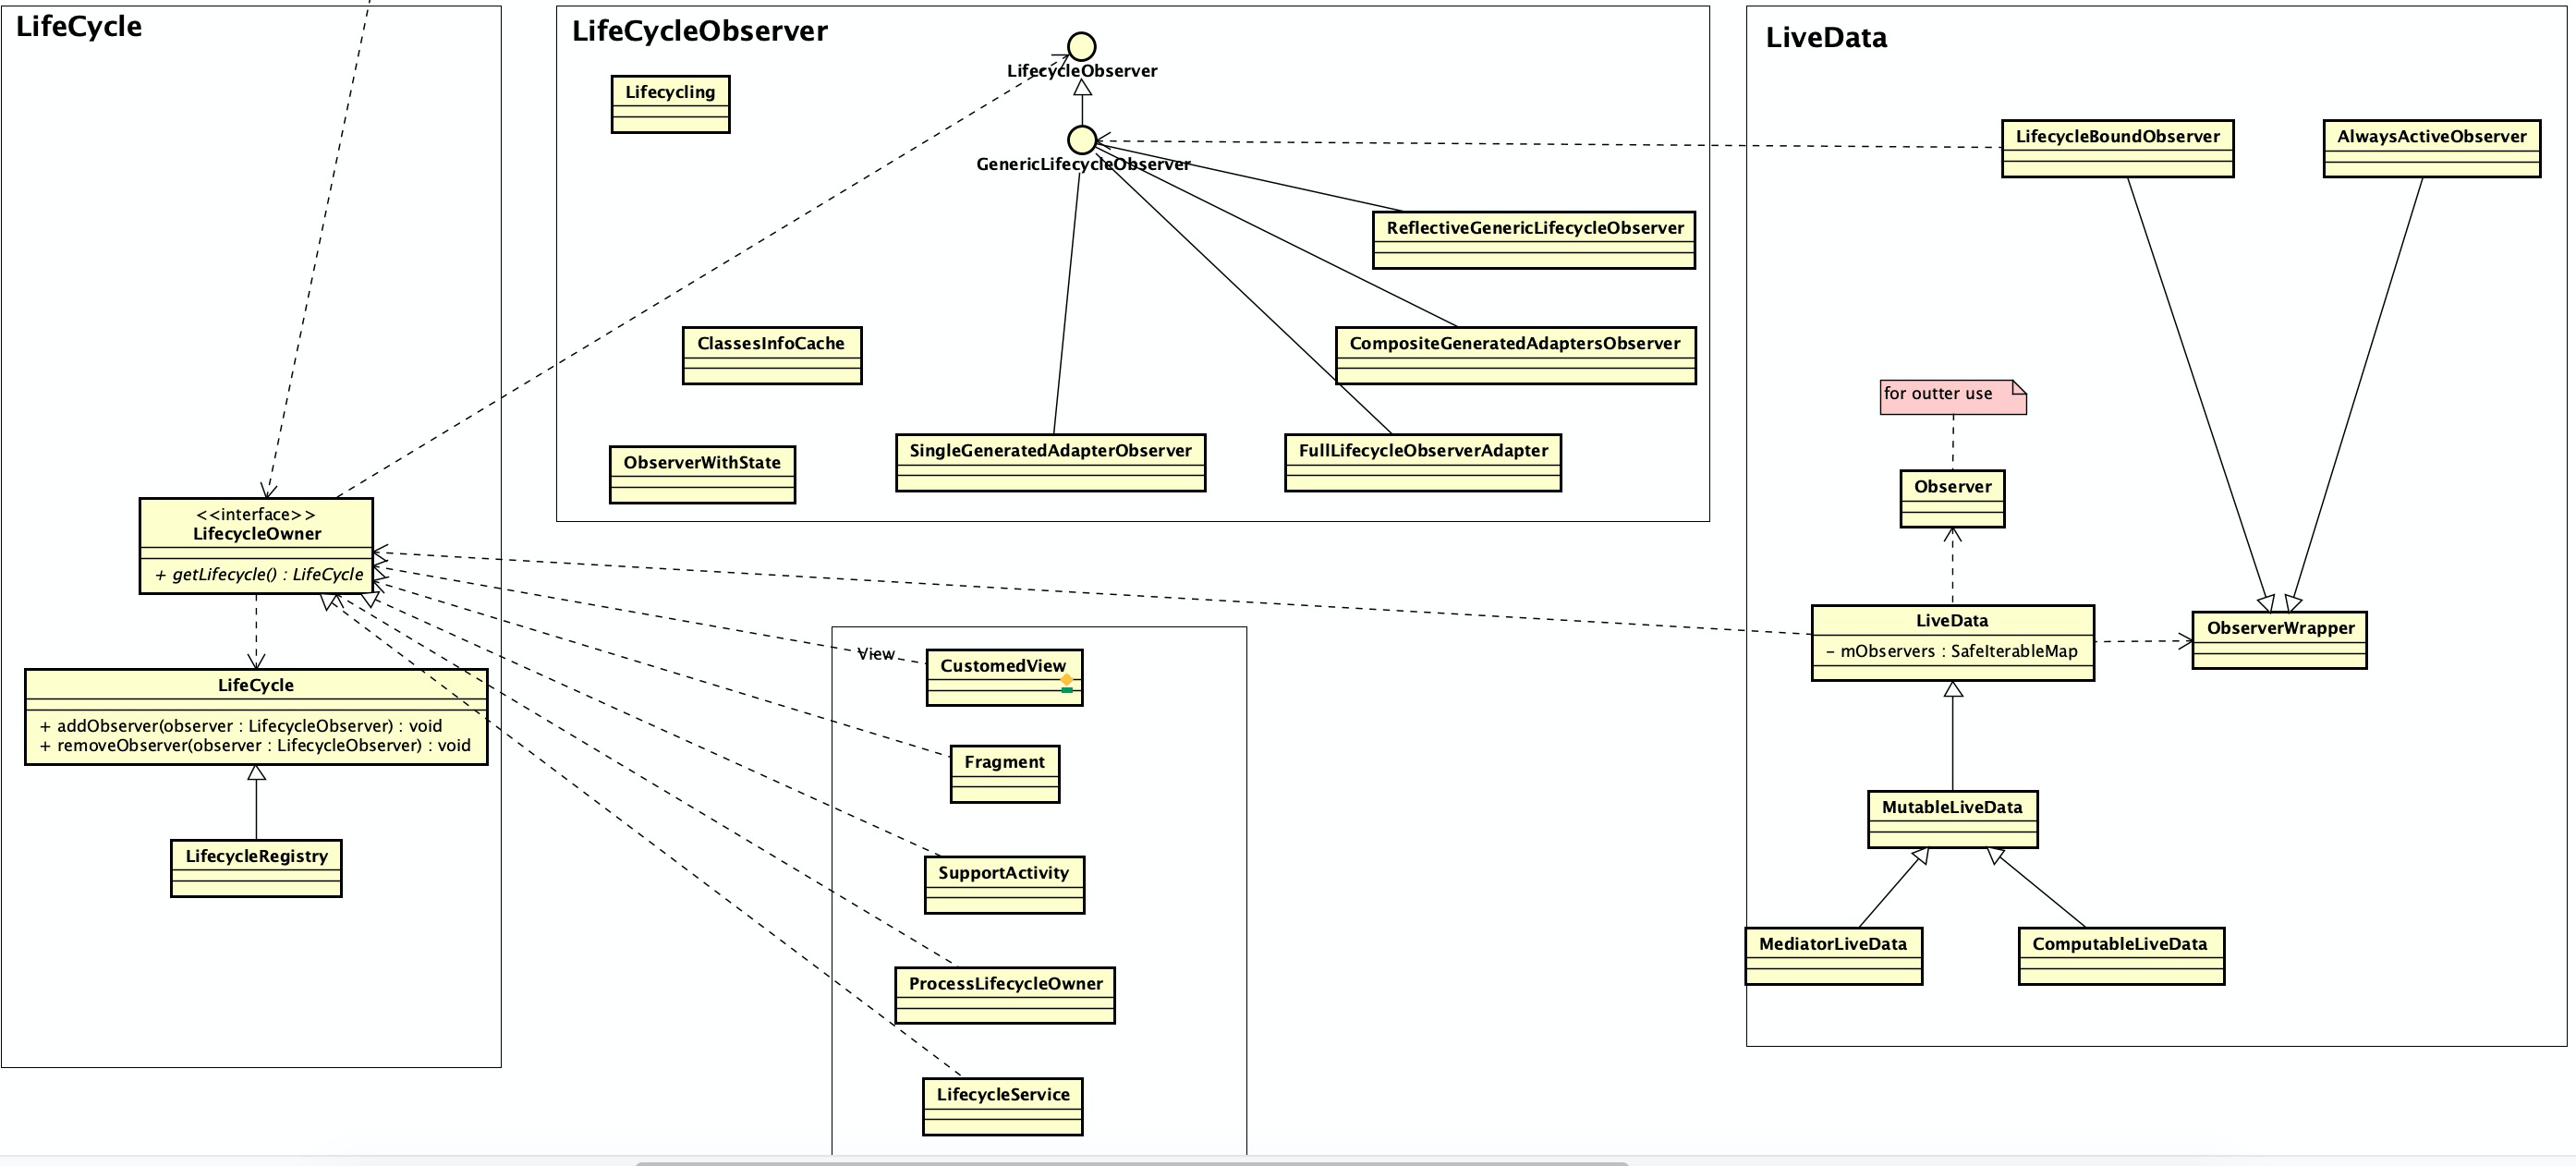 LifeCycle
<<interface>>
LifecycleOwner
+ getLifecycle() : LifeCycle
LifeCycle
+ addObserver(observer : LifecycleObserver) : void
+ removeObserver(observer : LifecycleObserver) : void
LifecycleRegistry
LifeCycleObserver
LifecycleObserver
Lifecycling
GenericLifecycleObserver
ReflectiveGenericLifecycleObserver
ClassesInfoCache
CompositeGeneratedAdaptersObserver
ObserverWithState
SingleGeneratedAdapterObserver
FullLifecycleObserverAdapter
View
CustomedView
Fragment
SupportActivity
ProcessLifecycleOwner
LifecycleService
LiveData
LifecycleBoundObserver
AlwaysActiveObserver
for outter use
Observer
LiveData
− mObservers : SafeIterableMap
ObserverWrapper
MutableLiveData
MediatorLiveData
ComputableLiveData